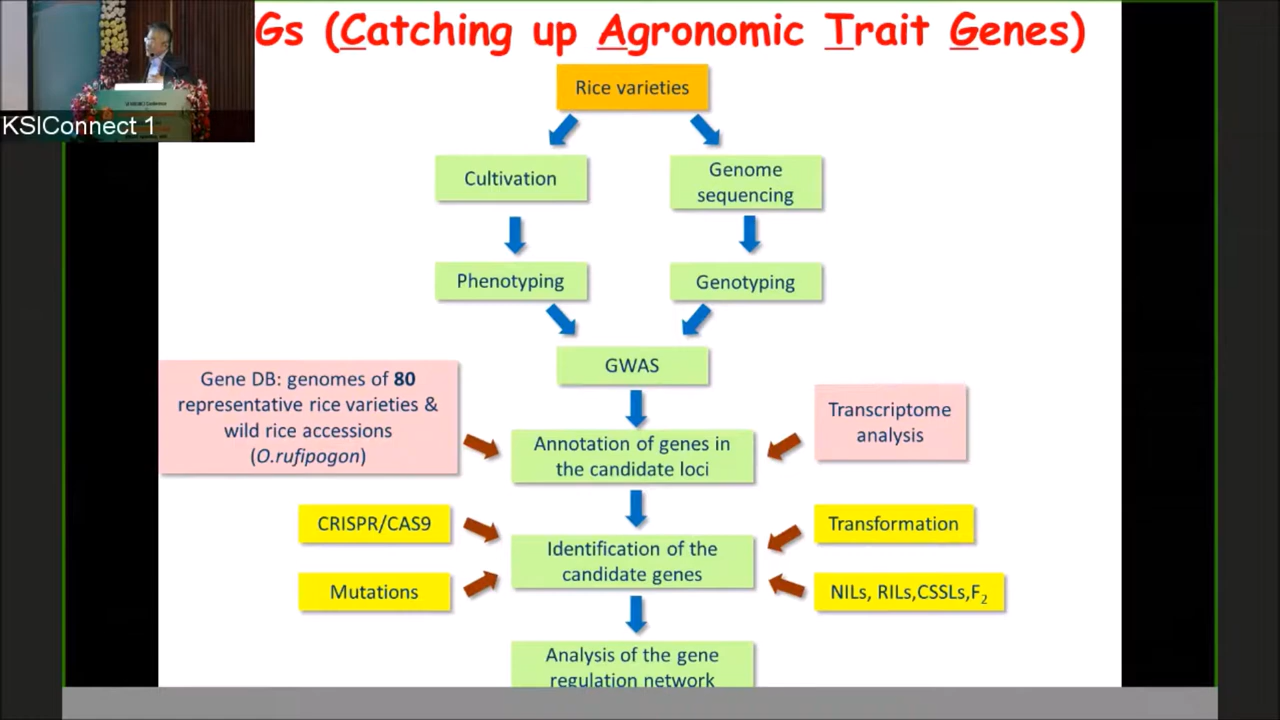 Gs (Catching up Agronomic Trait Genes)
KSIConnect 1
Rice varieties
Cultivation
Genome
sequencing
Phenotyping
Genotyping
GWAS
Gene DB: genomes of 80
representative rice varieties &
wild rice accessions
(O.rufipogon)
Transcriptome
analysis
Annotation of genes in
the candidate loci
CRISPR/CAS9
Transformation
Identification of the
candidate genes
Mutations
NILs, RILs,CSSLs,F₂
Analysis of the gene
regulation network